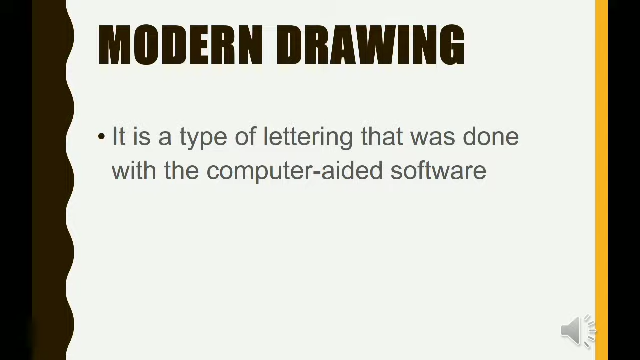 MODERN DRAWING
• It is a type of lettering that was done
with the computer-aided software